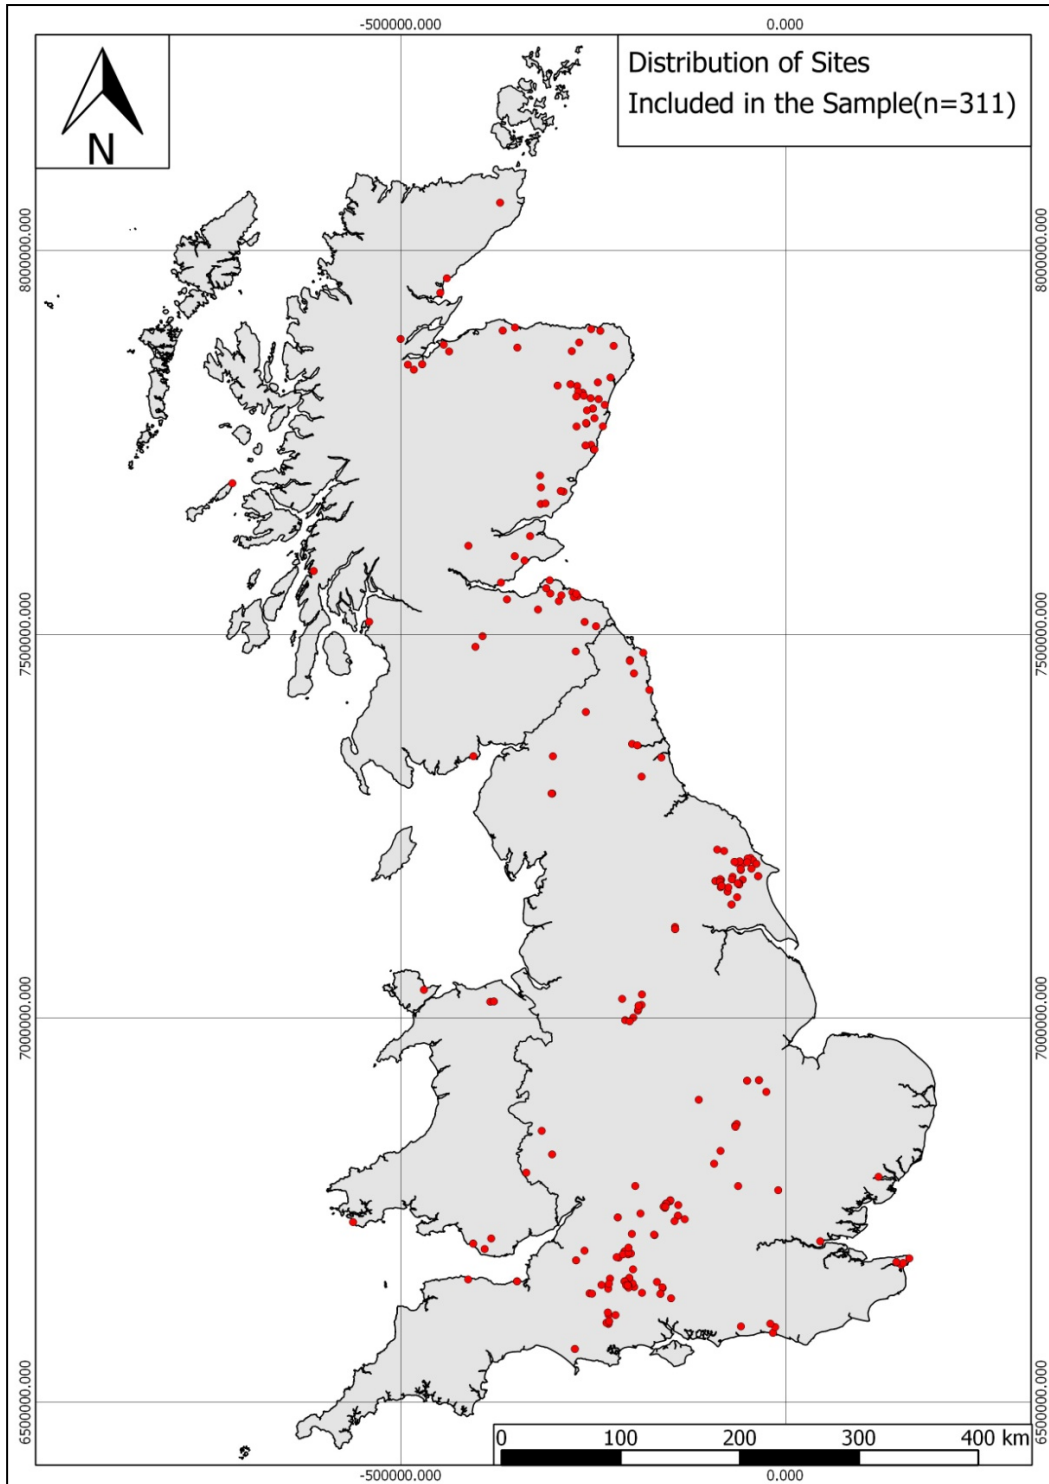 -500000.000 0.000
N
Distribution of Sites
Included in the Sample(n=311)
8000000.000 8000000.000
7500000.000 7500000.000
7000000.000 7000000.000
6500000.000 6500000.000
0 100 200 300 400 km
-500000.000 0.000